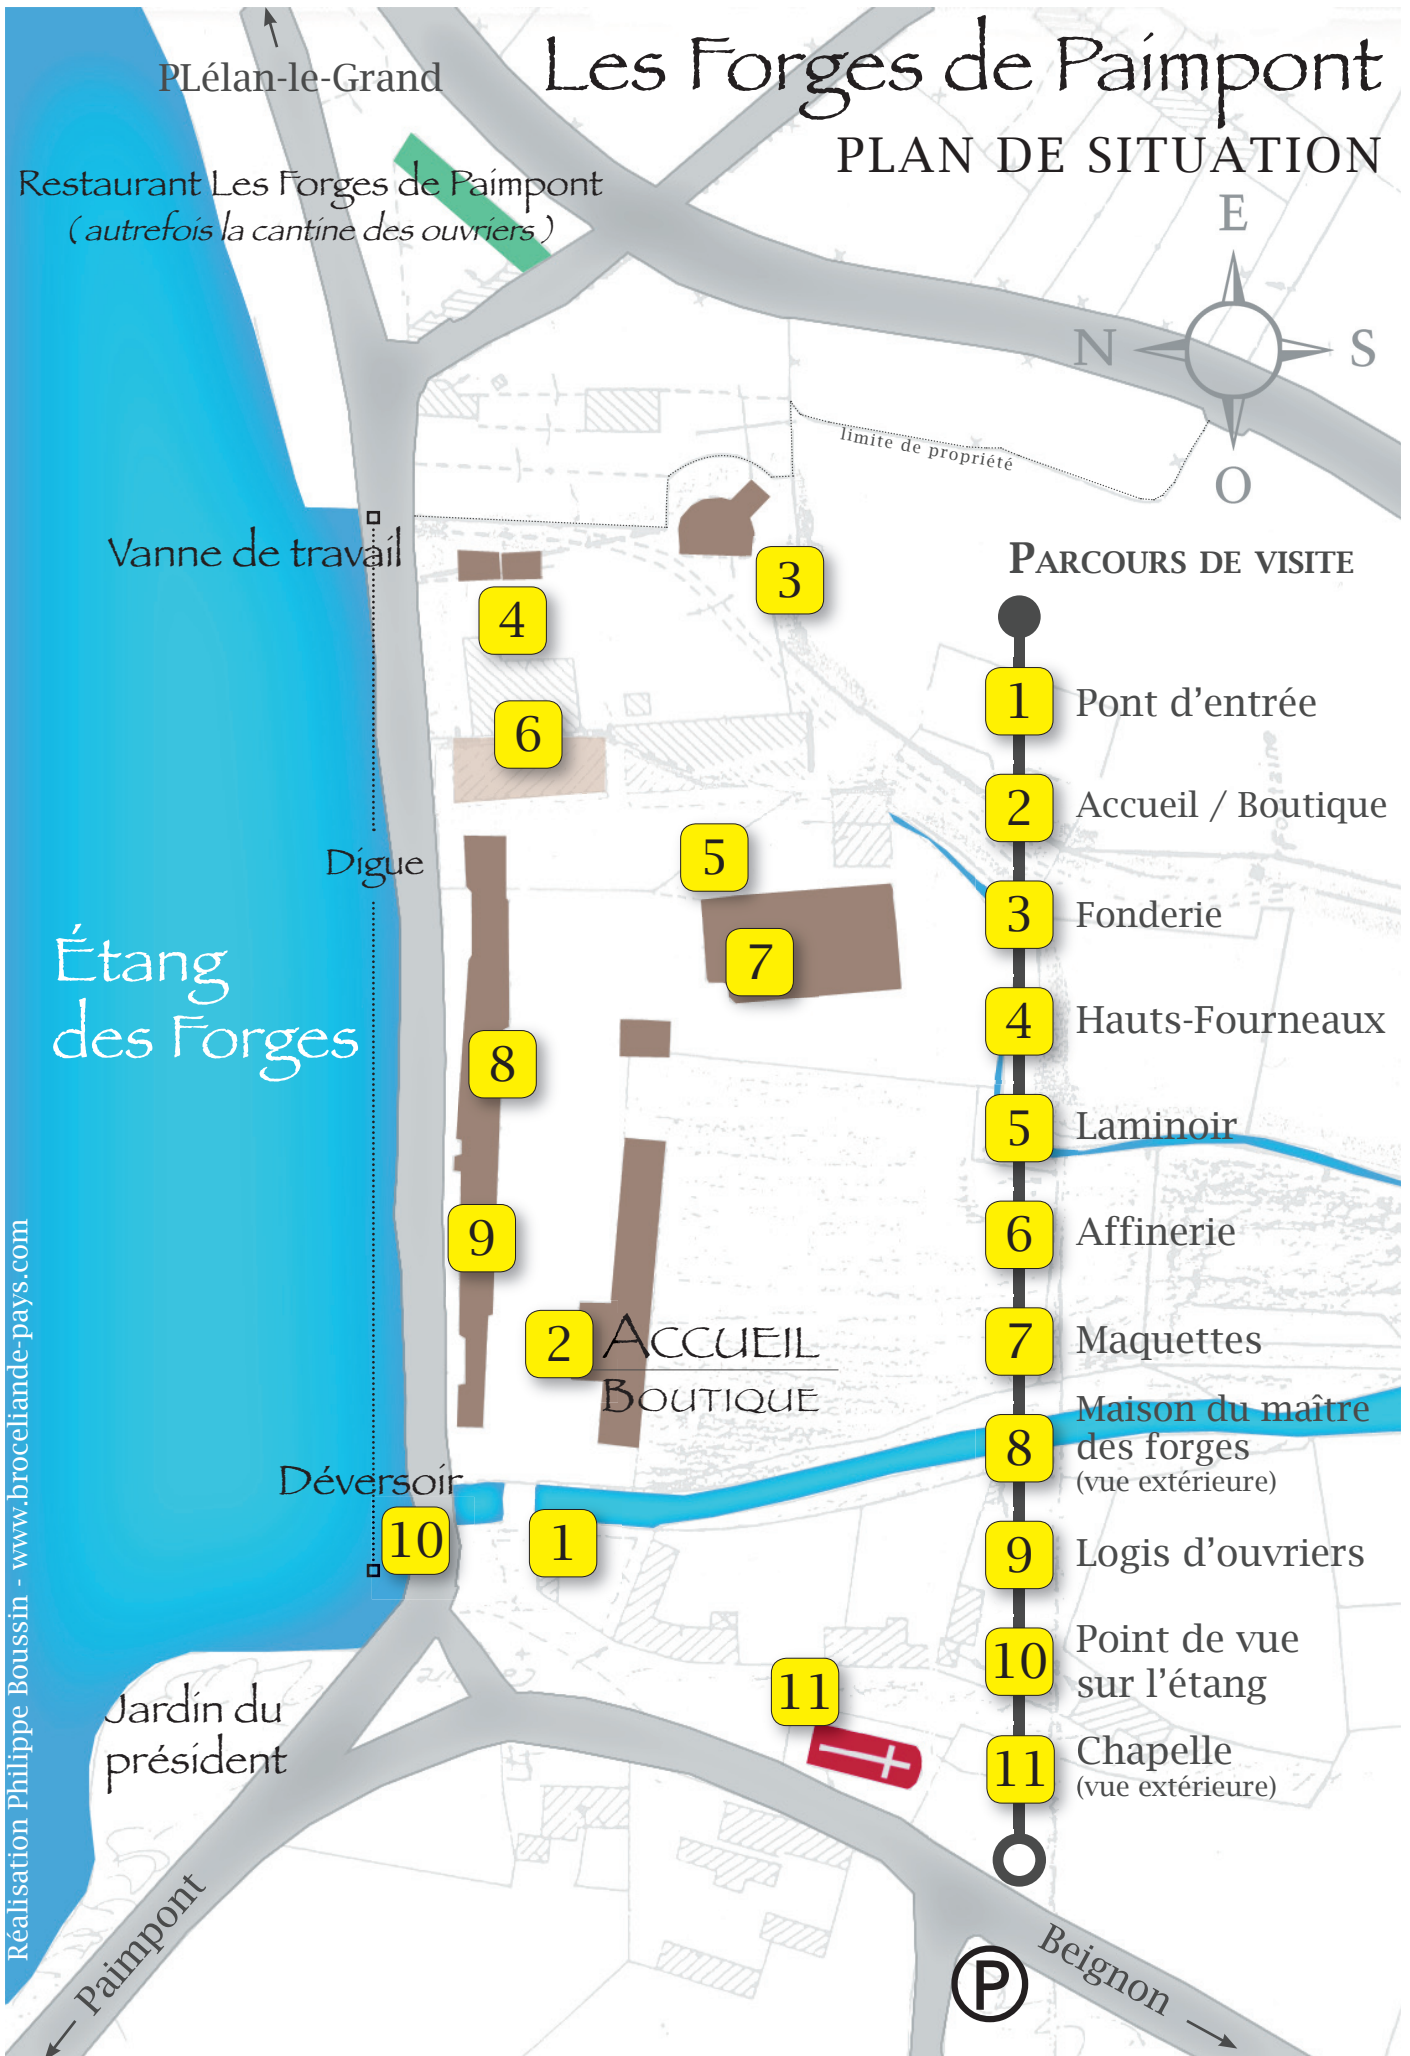 Les Forges de Paimpont
PLAN DE SITUATION
PLélan-le-Grand
Restaurant Les Forges de Paimpont
(autrefois la cantine des ouvriers)
E
N
S
O
limite de propriété
Vanne de travail
3
4
6
5
Digue
7
Étang
des Forges
8
9
2
ACCUEIL
BOUTIQUE
Déversoir
10
1
11
Jardin du
président
← Paimpont
Beignon →
P
PARCOURS DE VISITE
1 Pont d'entrée
2 Accueil / Boutique
3 Fonderie
4 Hauts-Fourneaux
5 Laminoir
6 Affinerie
7 Maquettes
8 Maison du maître
des forges
(vue extérieure)
9 Logis d'ouvriers
10 Point de vue
sur l'étang
11 Chapelle
(vue extérieure)
Réalisation Philippe Boussin - www.broceliande-pays.com